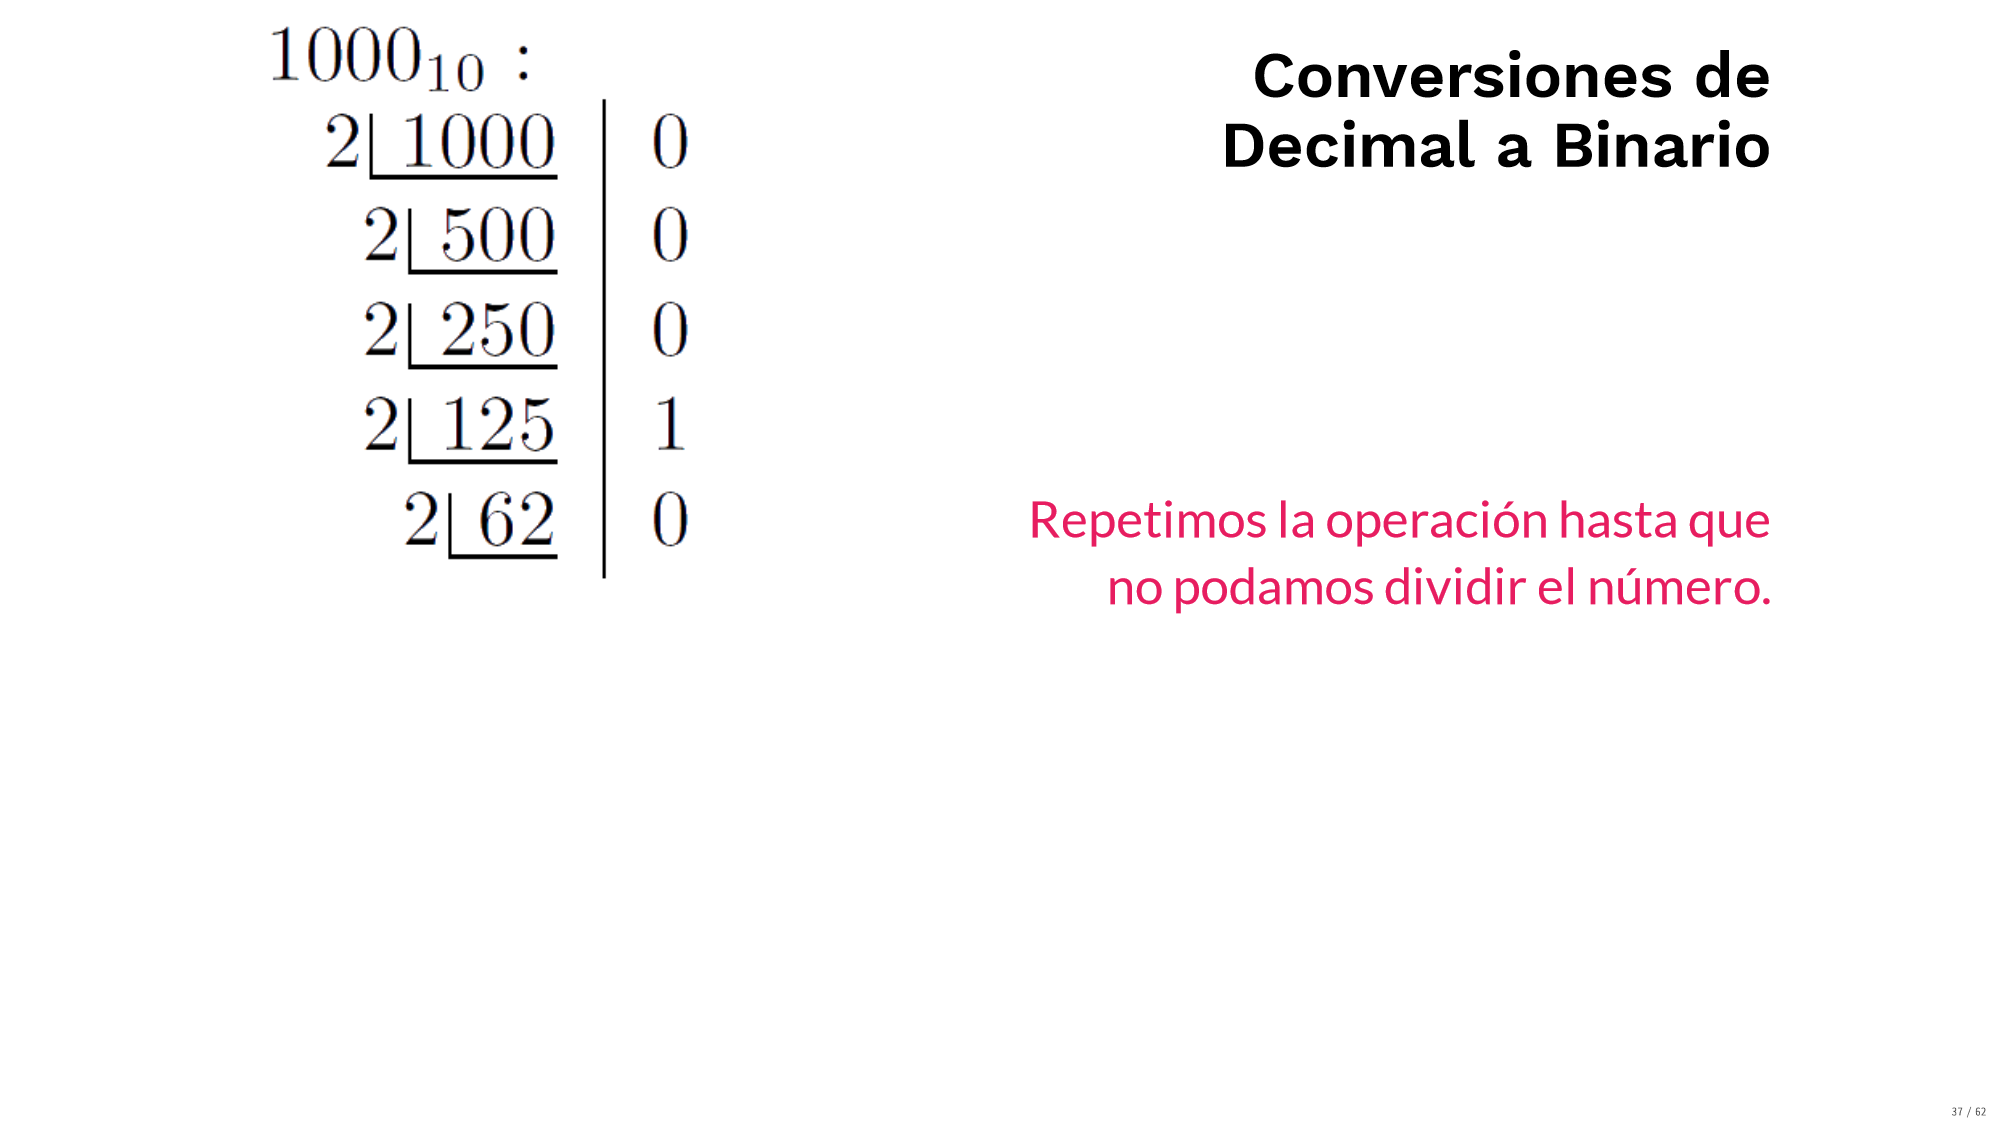 1000₁₀ :
2 1000 0
2 500 0
2 250 0
2 125 1
2 62 0
Conversiones de
Decimal a Binario
Repetimos la operación hasta que
no podamos dividir el número.
37 / 62